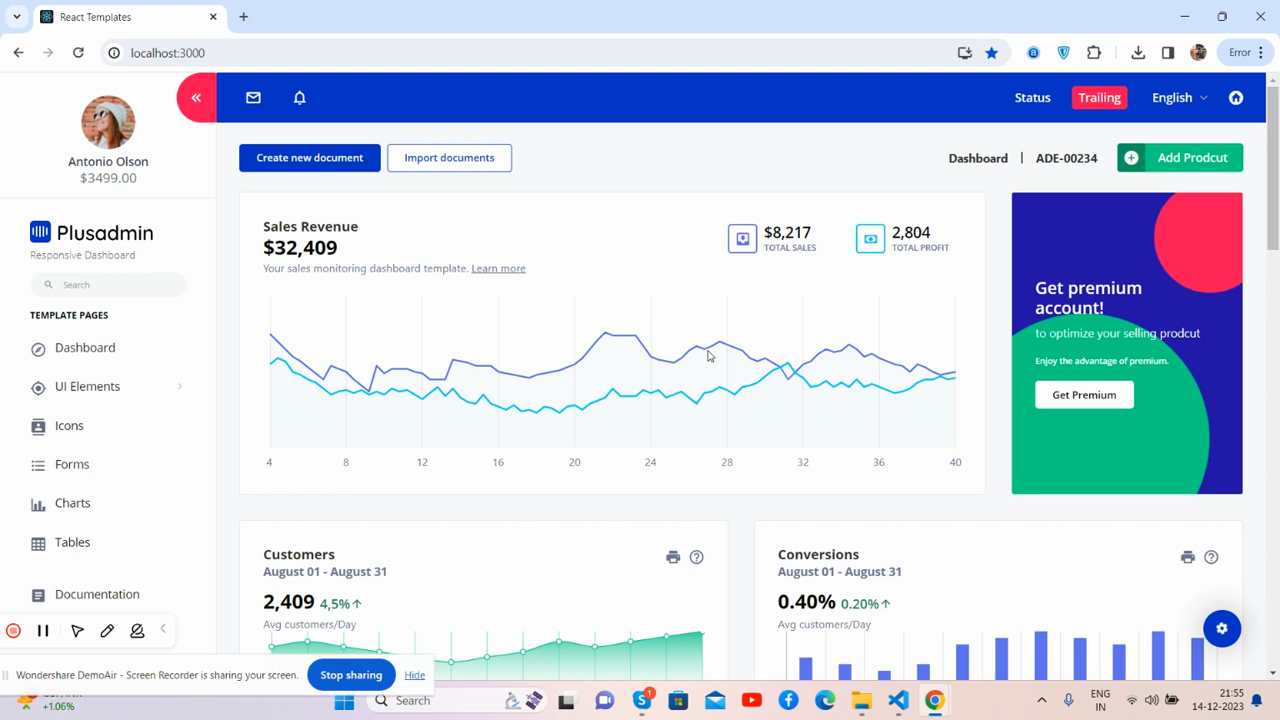 React Templates
localhost:3000
Error
Antonio Olson
$3499.00
Plusadmin
Responsive Dashboard
Search
TEMPLATE PAGES
Dashboard
UI Elements
Icons
Forms
Charts
Tables
Documentation
Status
Trailing
English
Create new document
Import documents
Dashboard | ADE-00234
Add Prodcut
Sales Revenue
$32,409
Your sales monitoring dashboard template. Learn more
$8,217
TOTAL SALES
2,804
TOTAL PROFIT
4 8 12 16 20 24 28 32 36 40
Get premium
account!
to optimize your selling prodcut
Enjoy the advantage of premium.
Get Premium
Customers
August 01 - August 31
2,409 4,5%↑
Avg customers/Day
Conversions
August 01 - August 31
0.40% 0.20%↑
Avg customers/Day
Wondershare DemoAir - Screen Recorder is sharing your screen.
Stop sharing
Hide
+1.06%
Search
1
ENG
IN
21:55
14-12-2023